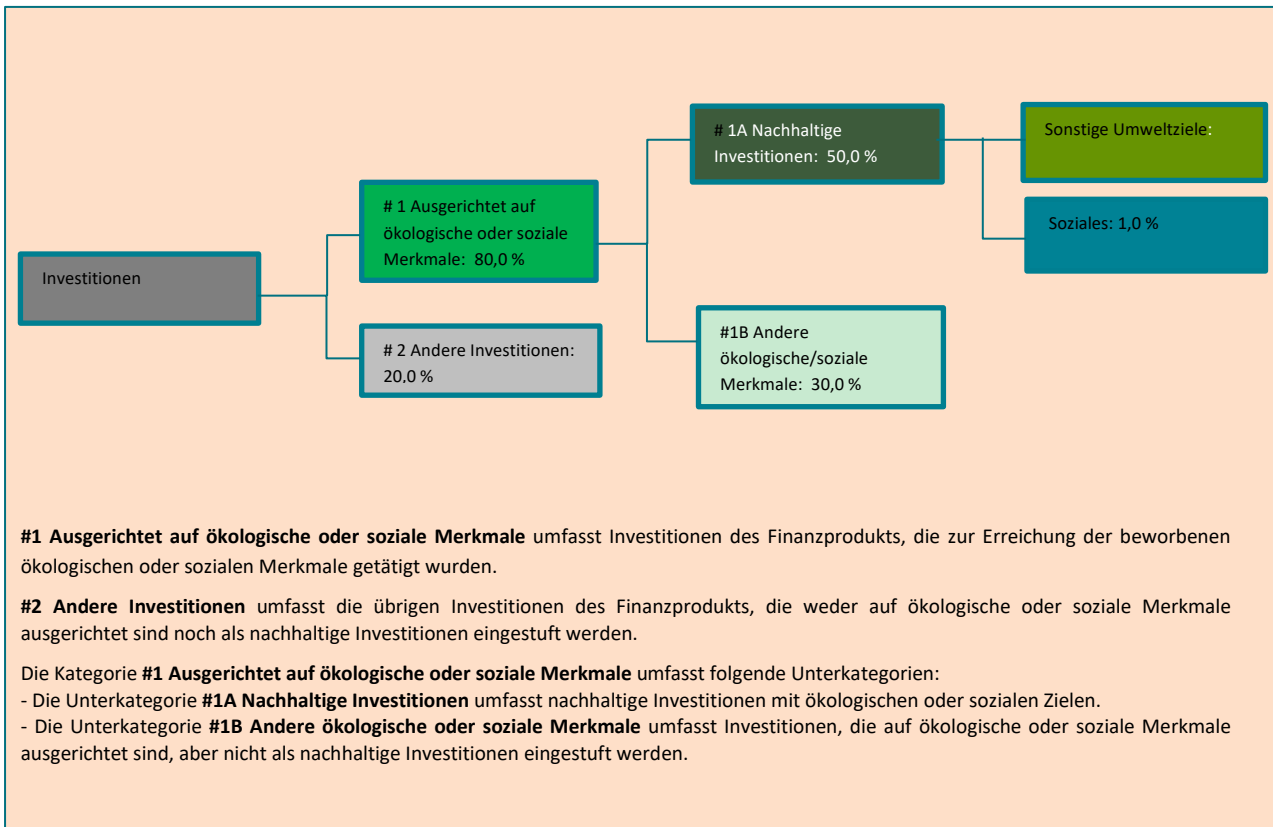 # 1A Nachhaltige
Investitionen: 50,0 %
Sonstige Umweltziele:
# 1 Ausgerichtet auf
ökologische oder soziale
Merkmale: 80,0 %
Soziales: 1,0 %
Investitionen
# 2 Andere Investitionen:
20,0 %
#1B Andere
ökologische/soziale
Merkmale: 30,0 %
#1 Ausgerichtet auf ökologische oder soziale Merkmale umfasst Investitionen des Finanzprodukts, die zur Erreichung der beworbenen
ökologischen oder sozialen Merkmale getätigt wurden.
#2 Andere Investitionen umfasst die übrigen Investitionen des Finanzprodukts, die weder auf ökologische oder soziale Merkmale
ausgerichtet sind noch als nachhaltige Investitionen eingestuft werden.
Die Kategorie #1 Ausgerichtet auf ökologische oder soziale Merkmale umfasst folgende Unterkategorien:
- Die Unterkategorie #1A Nachhaltige Investitionen umfasst nachhaltige Investitionen mit ökologischen oder sozialen Zielen.
- Die Unterkategorie #1B Andere ökologische oder soziale Merkmale umfasst Investitionen, die auf ökologische oder soziale Merkmale
ausgerichtet sind, aber nicht als nachhaltige Investitionen eingestuft werden.